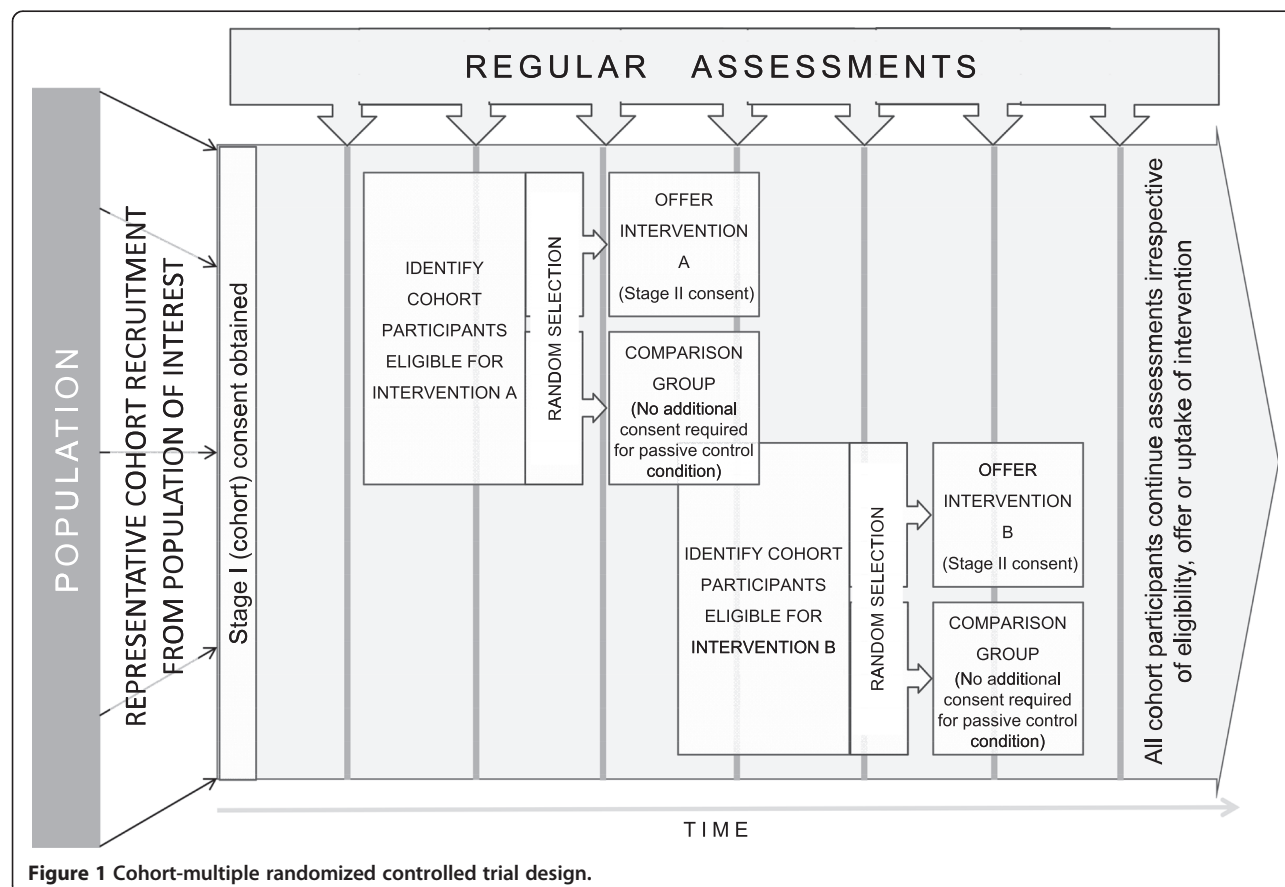 REGULAR ASSESSMENTS
POPULATION
REPRESENTATIVE COHORT RECRUITMENT
FROM POPULATION OF INTEREST
Stage I (cohort) consent obtained
IDENTIFY
COHORT
PARTICIPANTS
ELIGIBLE FOR
INTERVENTION A
RANDOM SELECTION
OFFER
INTERVENTION
A
(Stage II consent)
COMPARISON
GROUP
(No additional
consent required
for passive control
condition)
IDENTIFY COHORT
PARTICIPANTS
ELIGIBLE FOR
INTERVENTION B
RANDOM SELECTION
OFFER
INTERVENTION
B
(Stage II consent)
COMPARISON
GROUP
(No additional
consent required
for passive control
condition)
All cohort participants continue assessments irrespective
of eligibility, offer or uptake of intervention
TIME
Figure 1 Cohort-multiple randomized controlled trial design.